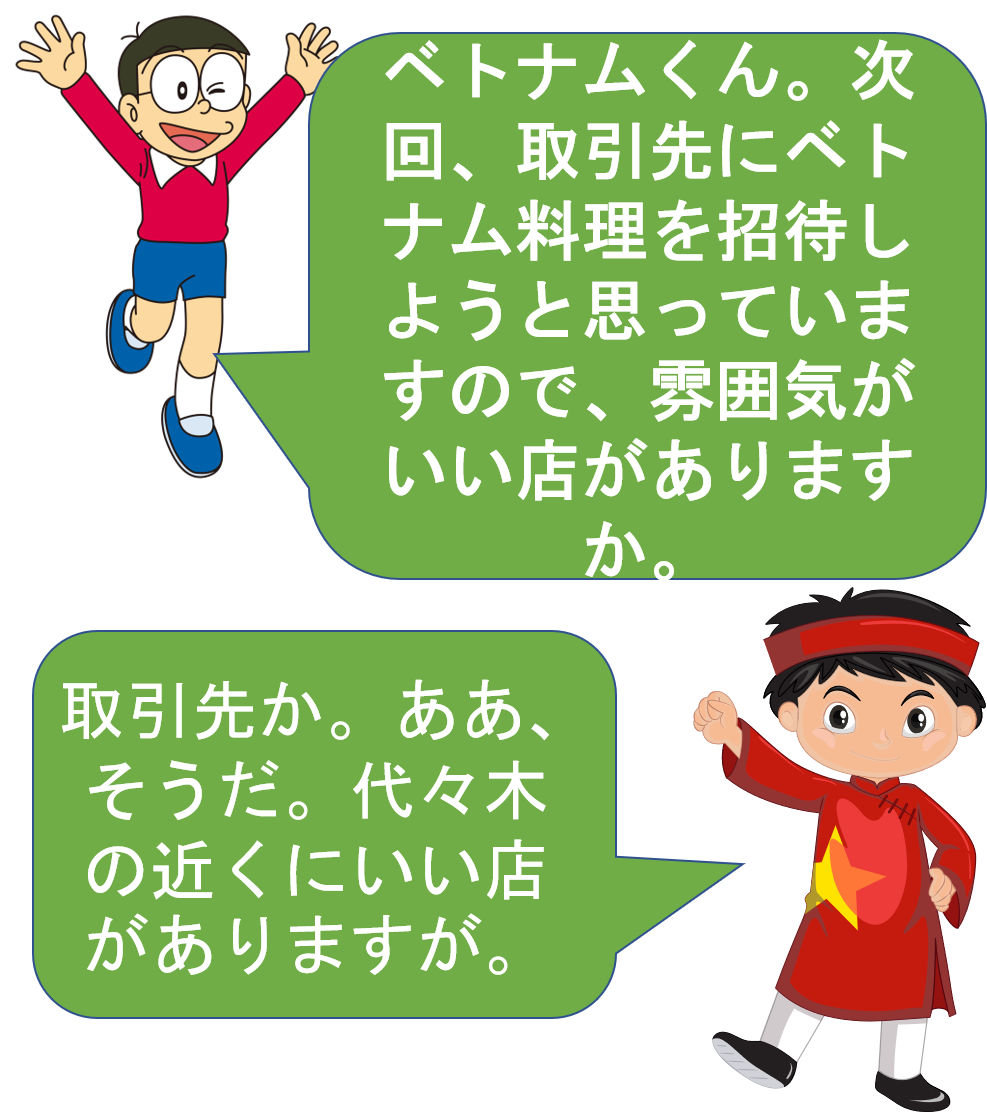 ベトナムくん。次
回、取引先にベト
ナム料理を招待し
ようと思っていま
すので、雰囲気が
いい店があります
か。
取引先か。ああ、
そうだ。代々木
の近くにいい店
がありますが。